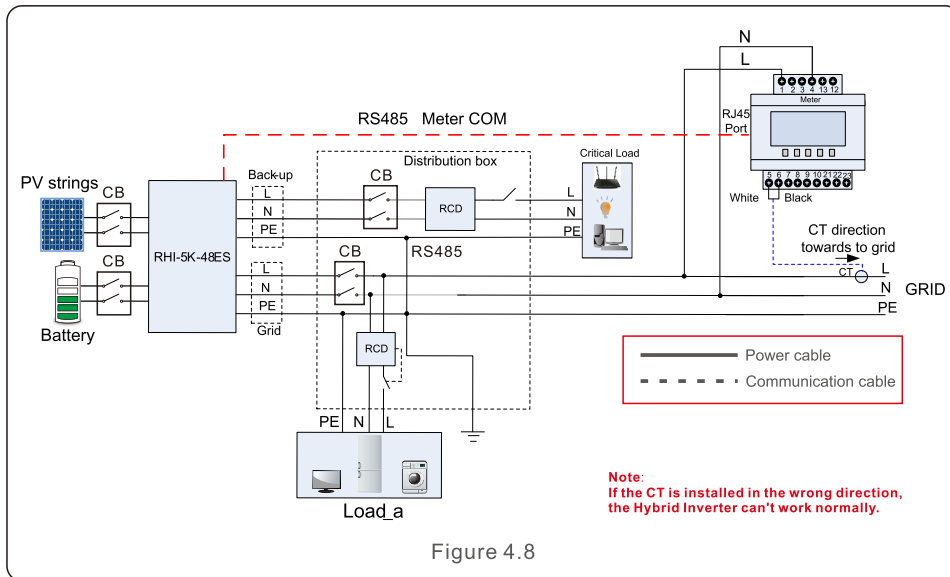 N
L
1 2 3 4 13 12
Meter
RJ45
Port
5 6 7 8 9 10 21 22 23
White
Black
RS485 Meter COM
Distribution box
Critical Load
PV strings
CB
Back-up
L
N
PE
CB
RCD
L
N
PE
RS485
RHI-5K-48ES
CB
Battery
L
N
PE
Grid
CB
CT direction
towards to grid
CT
L
N
PE
GRID
RCD
Power cable
Communication cable
PE N L
Load_a
Note:
If the CT is installed in the wrong direction,
the Hybrid Inverter can't work normally.
Figure 4.8